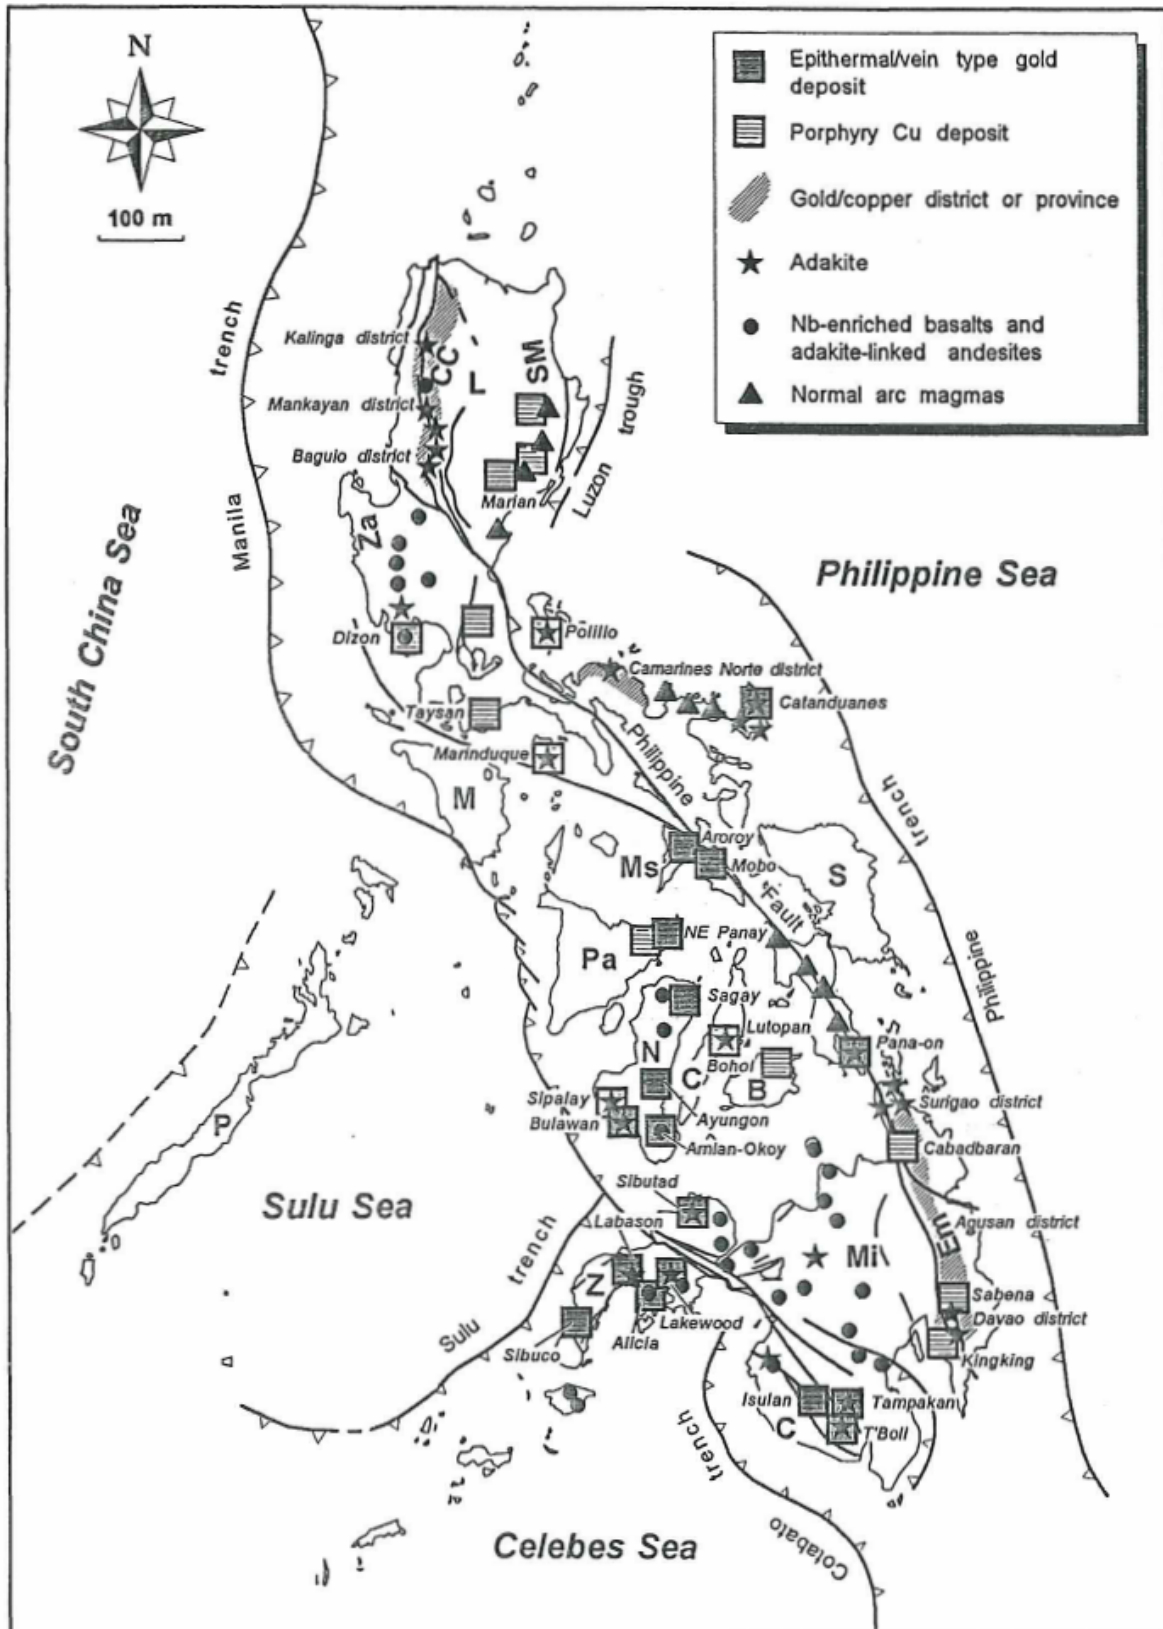 N
100 m
Epithermal/vein type gold
deposit
Porphyry Cu deposit
Gold/copper district or province
Adakite
Nb-enriched basalts and
adakite-linked andesites
Normal arc magmas
Kalinga district
Mankayan district
Baguio district
CC
L
SM
Marian
Luzon
trough
Manila
trench
South China Sea
Philippine Sea
Za
Dizon
Polillo
Camarines Norte district
Catanduanes
Taysan
Marinduque
M
Philippine
Fault
Aroroy
Mobo
Ms
S
Philippine
trench
NE Panay
Pa
Sagay
Lutopan
Bohol
Pana-on
N
C
B
Sipalay
Bulawan
Ayungon
Amlan-Okoy
Surigao district
Cabadbaran
P
Sulu Sea
Sibutad
Labason
Agusan district
Em
Mi
Z
Sulu
trench
Sabena
Davao district
Kingking
Lakewood
Alicia
Sibuco
Isulan
Tampakan
T'Boli
C
trench
Cotabato
Celebes Sea